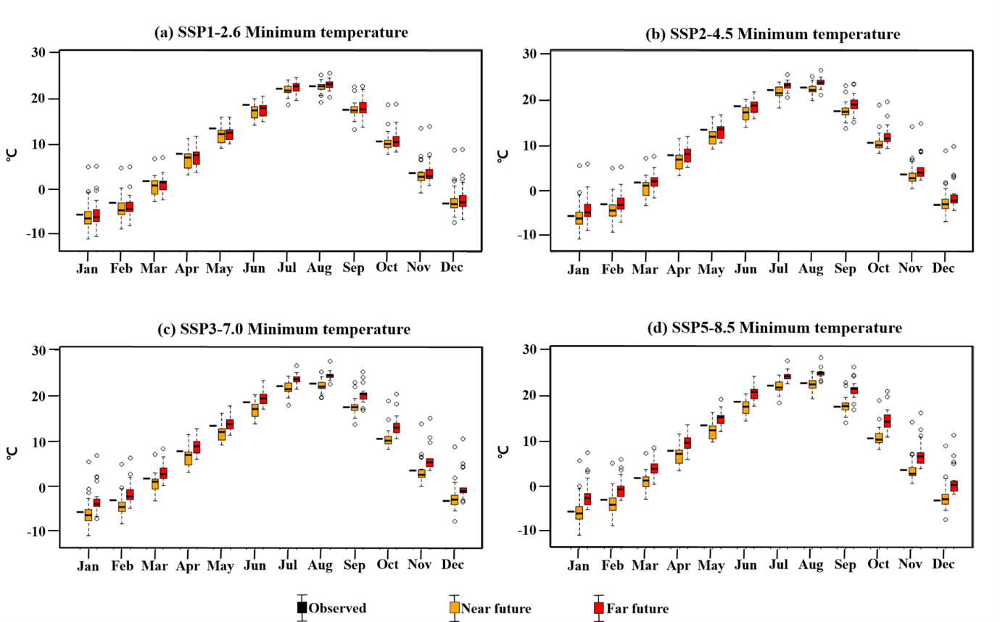 (a) SSP1-2.6 Minimum temperature
(b) SSP2-4.5 Minimum temperature
30
20
10
0
-10
°C
Jan Feb Mar Apr May Jun Jul Aug Sep Oct Nov Dec
30
20
10
0
-10
°C
Jan Feb Mar Apr May Jun Jul Aug Sep Oct Nov Dec
(c) SSP3-7.0 Minimum temperature
(d) SSP5-8.5 Minimum temperature
30
20
10
0
-10
°C
Jan Feb Mar Apr May Jun Jul Aug Sep Oct Nov Dec
30
20
10
0
-10
°C
Jan Feb Mar Apr May Jun Jul Aug Sep Oct Nov Dec
Observed Near future Far future